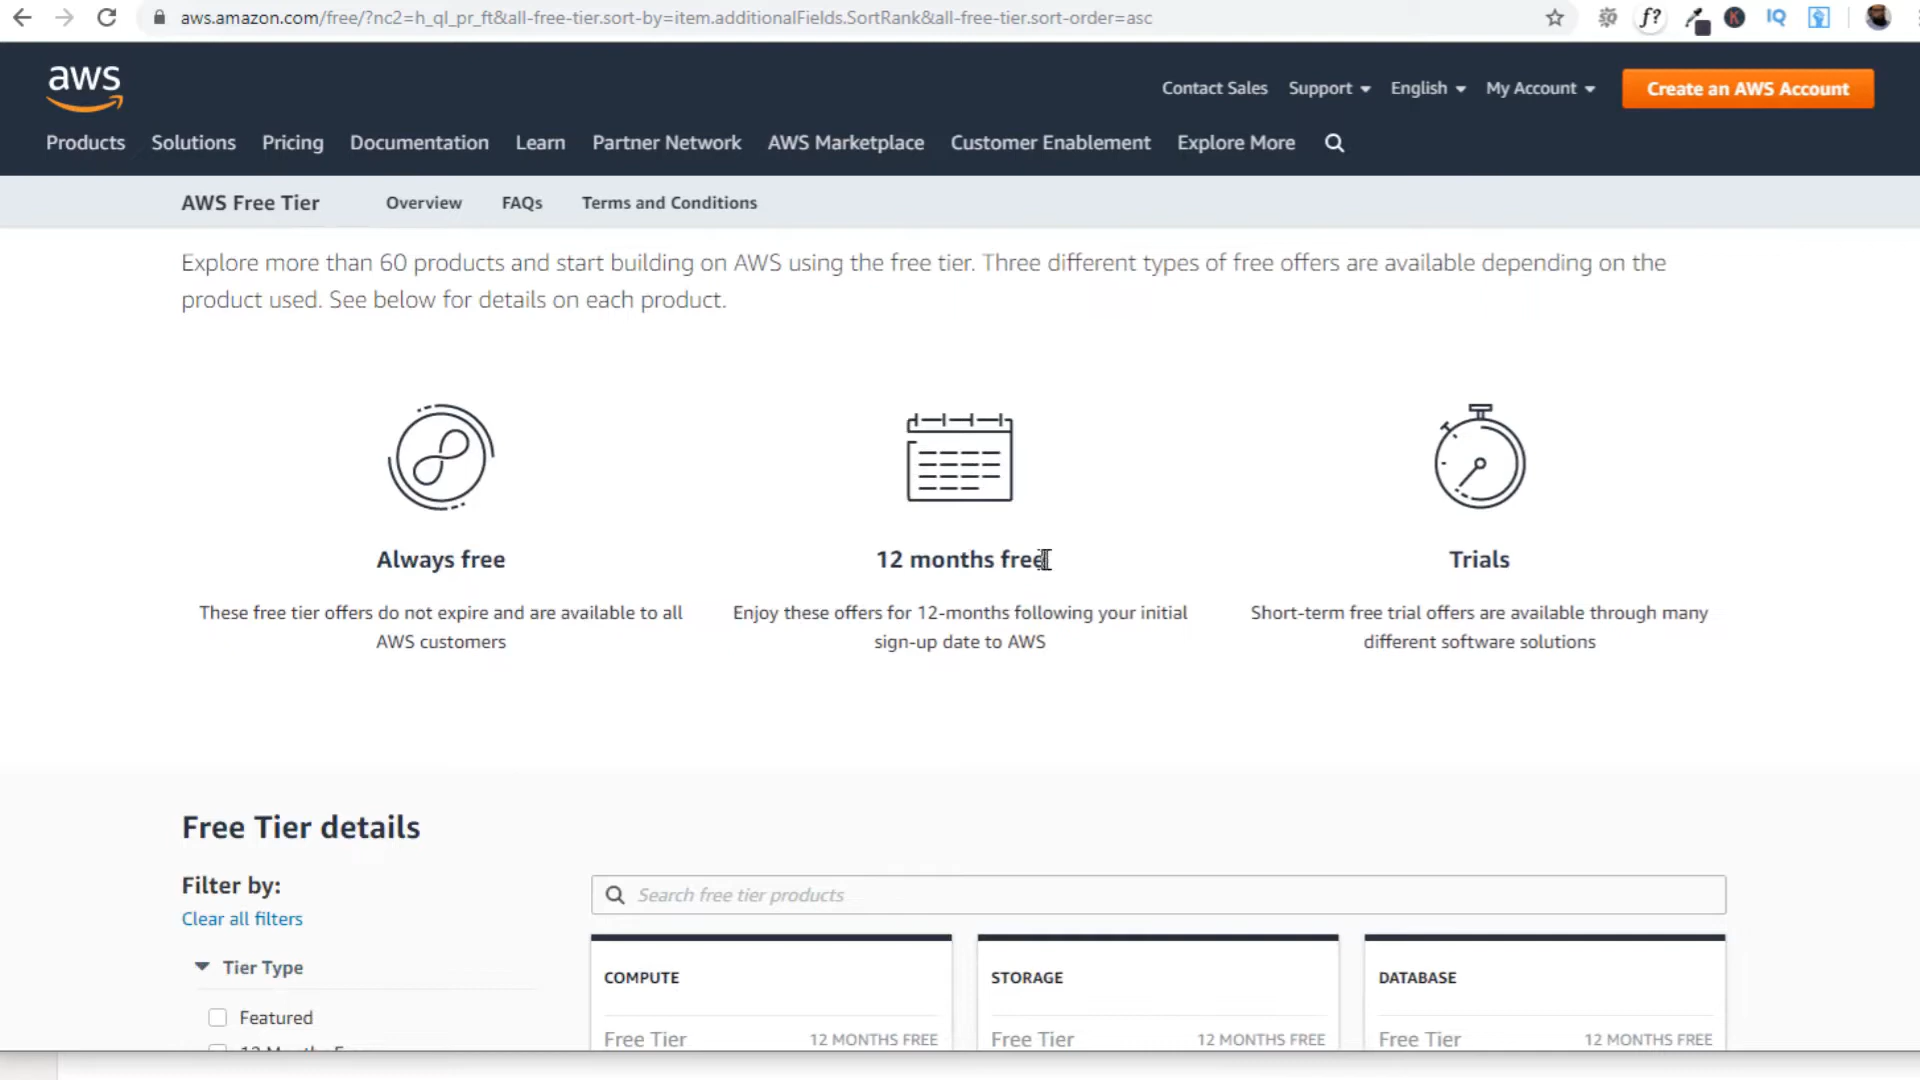 aws.amazon.com/free/?nc2=h_ql_pr_ft&all-free-tier.sort-by=item.additionalFields.SortRank&all-free-tier.sort-order=asc
f?
K
IQ
aws
Contact Sales Support English My Account Create an AWS Account
Products Solutions Pricing Documentation Learn Partner Network AWS Marketplace Customer Enablement Explore More
AWS Free Tier Overview FAQs Terms and Conditions
Explore more than 60 products and start building on AWS using the free tier. Three different types of free offers are available depending on the
product used. See below for details on each product.
Always free
These free tier offers do not expire and are available to all
AWS customers
12 months free
Enjoy these offers for 12-months following your initial
sign-up date to AWS
Trials
Short-term free trial offers are available through many
different software solutions
Free Tier details
Filter by:
Clear all filters
Tier Type
Featured
Search free tier products
COMPUTE
Free Tier 12 MONTHS FREE
STORAGE
Free Tier 12 MONTHS FREE
DATABASE
Free Tier 12 MONTHS FREE